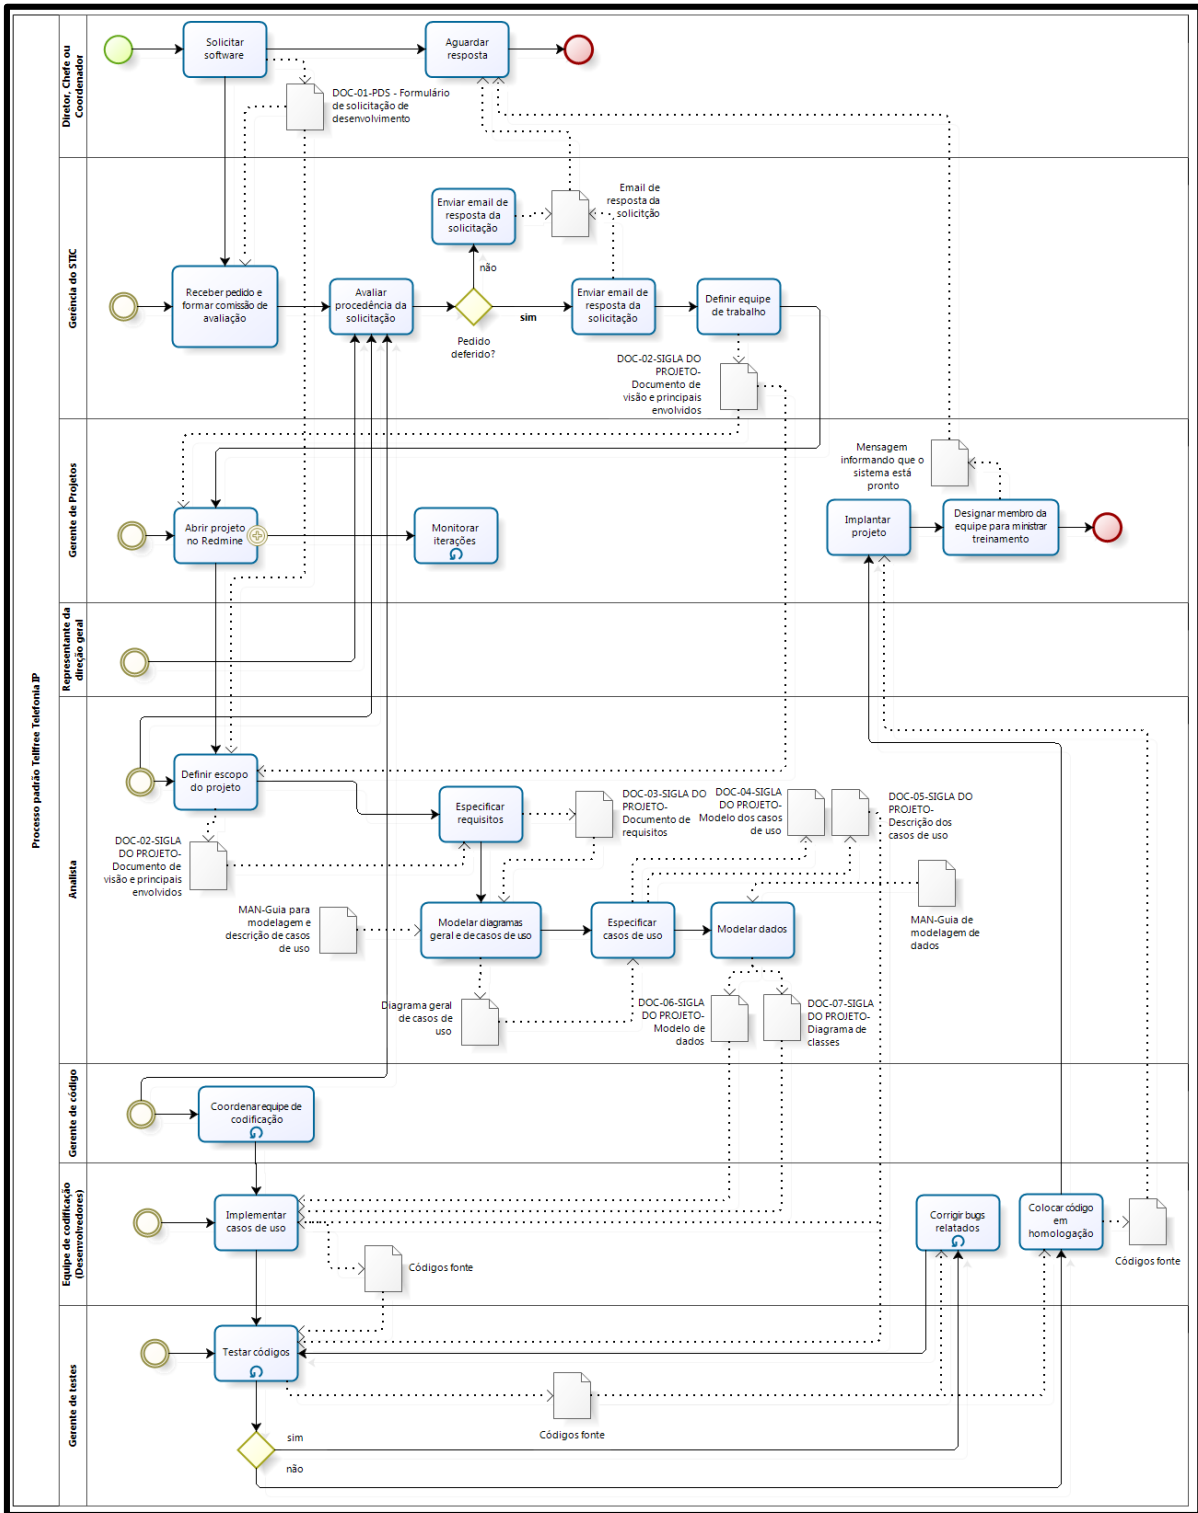 Processo padrão Tellfree Telefonia IP
Diretor, Chefe ou
Coordenador
Solicitar
software
Aguardar
resposta
DOC-01-PDS - Formulário
de solicitação de
desenvolvimento
Gerência do STIC
Enviar email de
resposta da
solicitação
Email de
resposta da
solicitção
não
Receber pedido e
formar comissão de
avaliação
Avaliar
procedência da
solicitação
sim
Pedido
deferido?
Enviar email de
resposta da
solicitação
Definir equipe
de trabalho
DOC-02-SIGLA DO
PROJETO-
Documento de
visão e principais
envolvidos
Gerente de Projetos
Abrir projeto
no Redmine
Monitorar
iterações
Mensagem
informando que o
sistema está
pronto
Implantar
projeto
Designar membro da
equipe para ministrar
treinamento
Representante da
direção geral
Analista
Definir escopo
do projeto
DOC-02-SIGLA
DO PROJETO-
Documento de
visão e principais
envolvidos
Especificar
requisitos
DOC-03-SIGLA DO
PROJETO-
Documento de
requisitos
DOC-04-SIGLA
DO PROJETO-
Modelo dos casos
de uso
DOC-05-SIGLA DO
PROJETO-
Descrição dos
casos de uso
MAN-Guia para
modelagem e
descrição de casos
de uso
Modelar diagramas
geral e de casos de uso
Especificar
casos de uso
Modelar dados
MAN-Guia de
modelagem de
dados
Diagrama geral
de casos de
uso
DOC-06-SIGLA
DO PROJETO-
Modelo de
dados
DOC-07-SIGLA
DO PROJETO-
Diagrama de
classes
Gerente de código
Coordenar equipe de
codificação
Equipe de codificação
(Desenvolvedores)
Implementar
casos de uso
Códigos fonte
Corrigir bugs
relatados
Colocar código
em
homologação
Códigos fonte
Gerente de testes
Testar códigos
Códigos fonte
sim
não